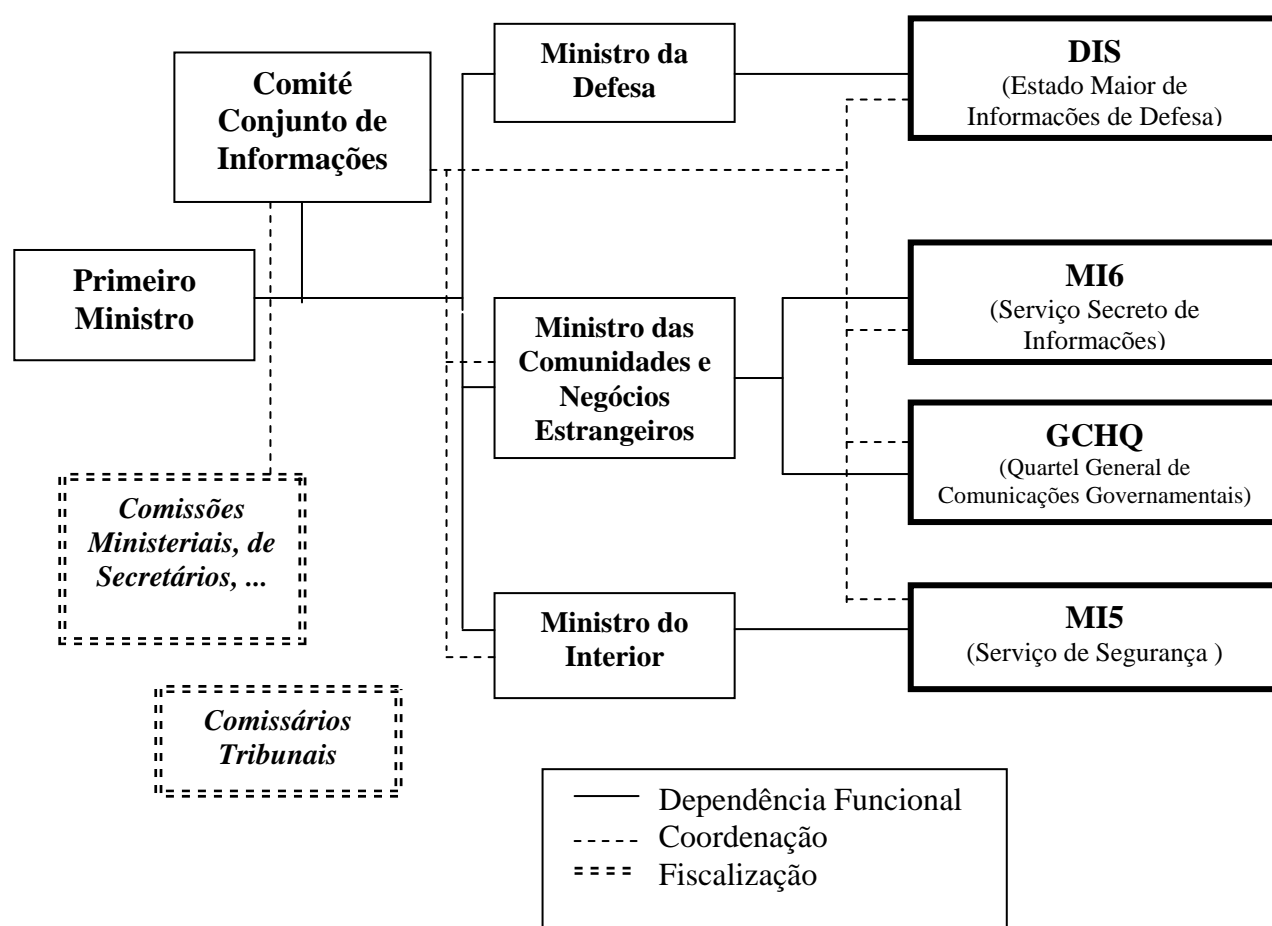 Comité
Conjunto de
Informações
Ministro da
Defesa
DIS
(Estado Maior de
Informações de Defesa)
Primeiro
Ministro
Ministro das
Comunidades e
Negócios
Estrangeiros
MI6
(Serviço Secreto de
Informações)
GCHQ
(Quartel General de
Comunicações Governamentais)
Comissões
Ministeriais, de
Secretários, ...
Ministro do
Interior
MI5
(Serviço de Segurança )
Comissários
Tribunais
Dependência Funcional
Coordenação
Fiscalização